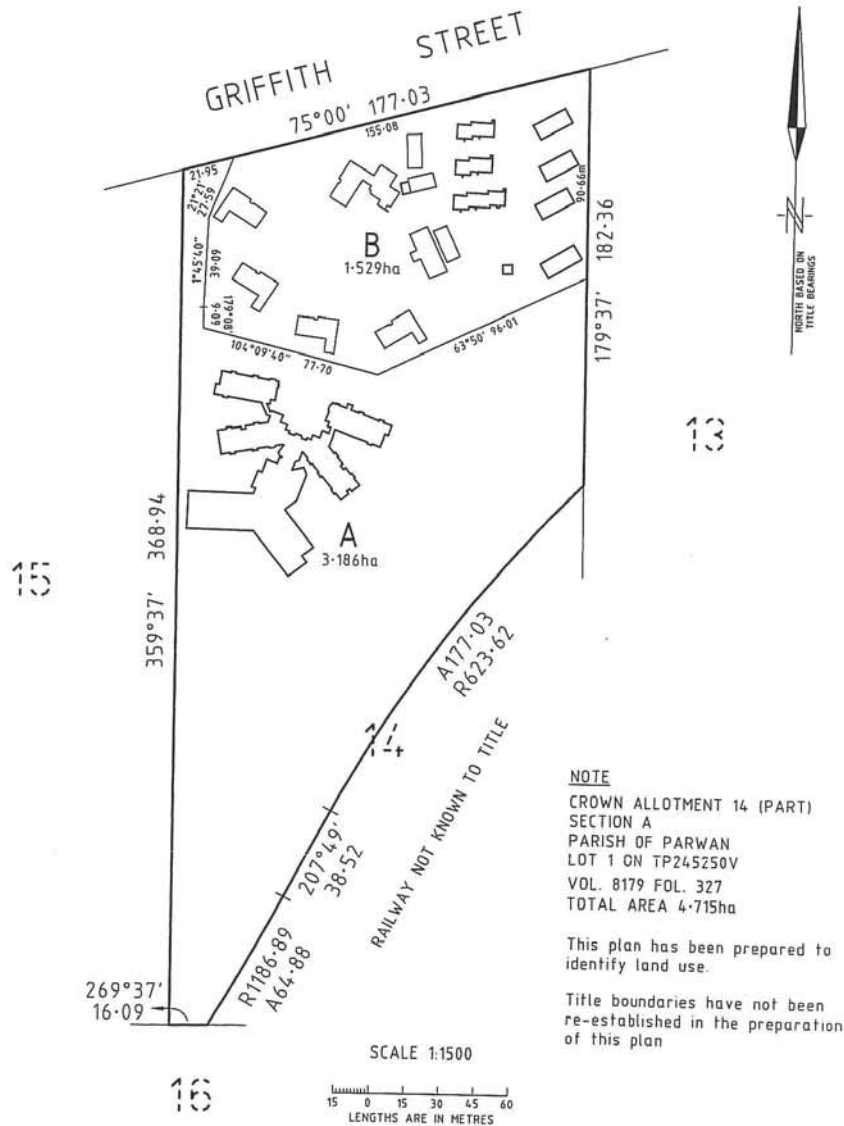 GRIFFITH STREET
75°00' 177·03
155·08
21·95
21°21'
27·59
1°45'40"
39·09
179°08'
9·09
B
1·529ha
90·66m
182·36
179°37'
104°09'40" 77·70
63°50' 96·01
NORTH BASED ON
TITLE BEARINGS
N
13
A
3·186ha
368·94
359°37'
15
A177·03
R623·62
14
RAILWAY NOT KNOWN TO TITLE
207°49'
38·52
R1186·89
A64·88
269°37'
16·09
16
NOTE
CROWN ALLOTMENT 14 (PART)
SECTION A
PARISH OF PARWAN
LOT 1 ON TP245250V
VOL. 8179 FOL. 327
TOTAL AREA 4·715ha
This plan has been prepared to
identify land use.
Title boundaries have not been
re-established in the preparation
of this plan
SCALE 1:1500
15 0 15 30 45 60
LENGTHS ARE IN METRES